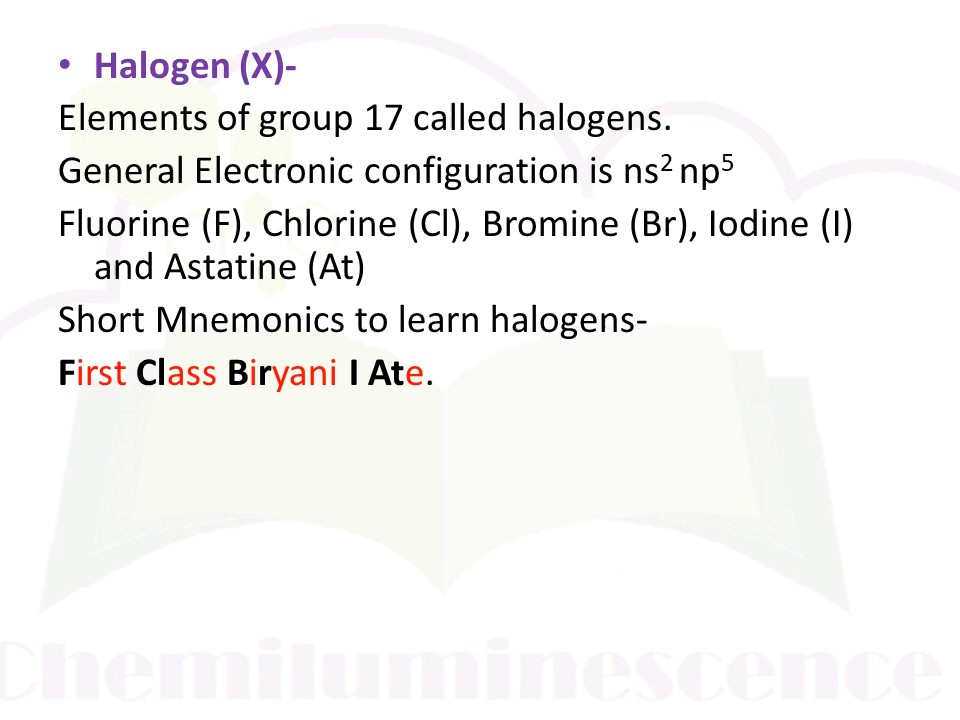 • Halogen (X)-
Elements of group 17 called halogens.
General Electronic configuration is ns² np⁵
Fluorine (F), Chlorine (Cl), Bromine (Br), Iodine (I)
and Astatine (At)
Short Mnemonics to learn halogens-
First Class Biryani I Ate.
Chemiluminescence